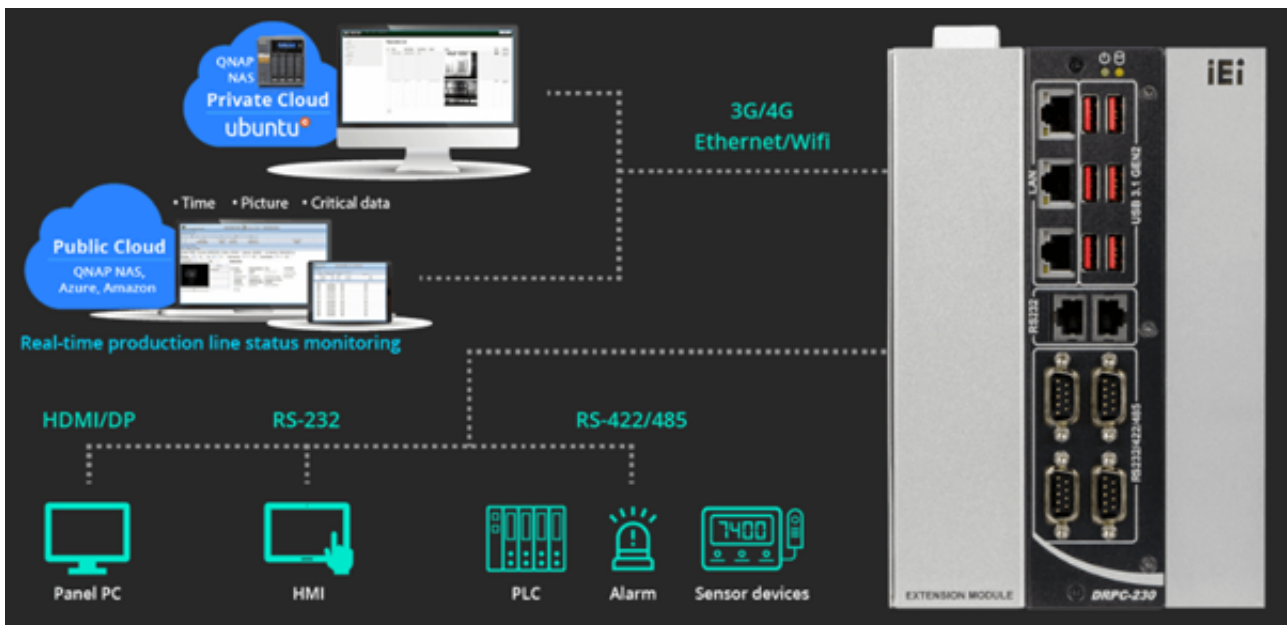 QNAP
NAS
Private Cloud
ubuntu
3G/4G
Ethernet/Wifi
• Time • Picture • Critical data
Public Cloud
QNAP NAS,
Azure, Amazon
Real-time production line status monitoring
HDMI/DP
RS-232
RS-422/485
Panel PC
HMI
PLC
Alarm
7400
Sensor devices
iEi
LAN
USB 3.1 GEN2
RS232
RS232/422/485
EXTENSION MODULE
DRPC-230